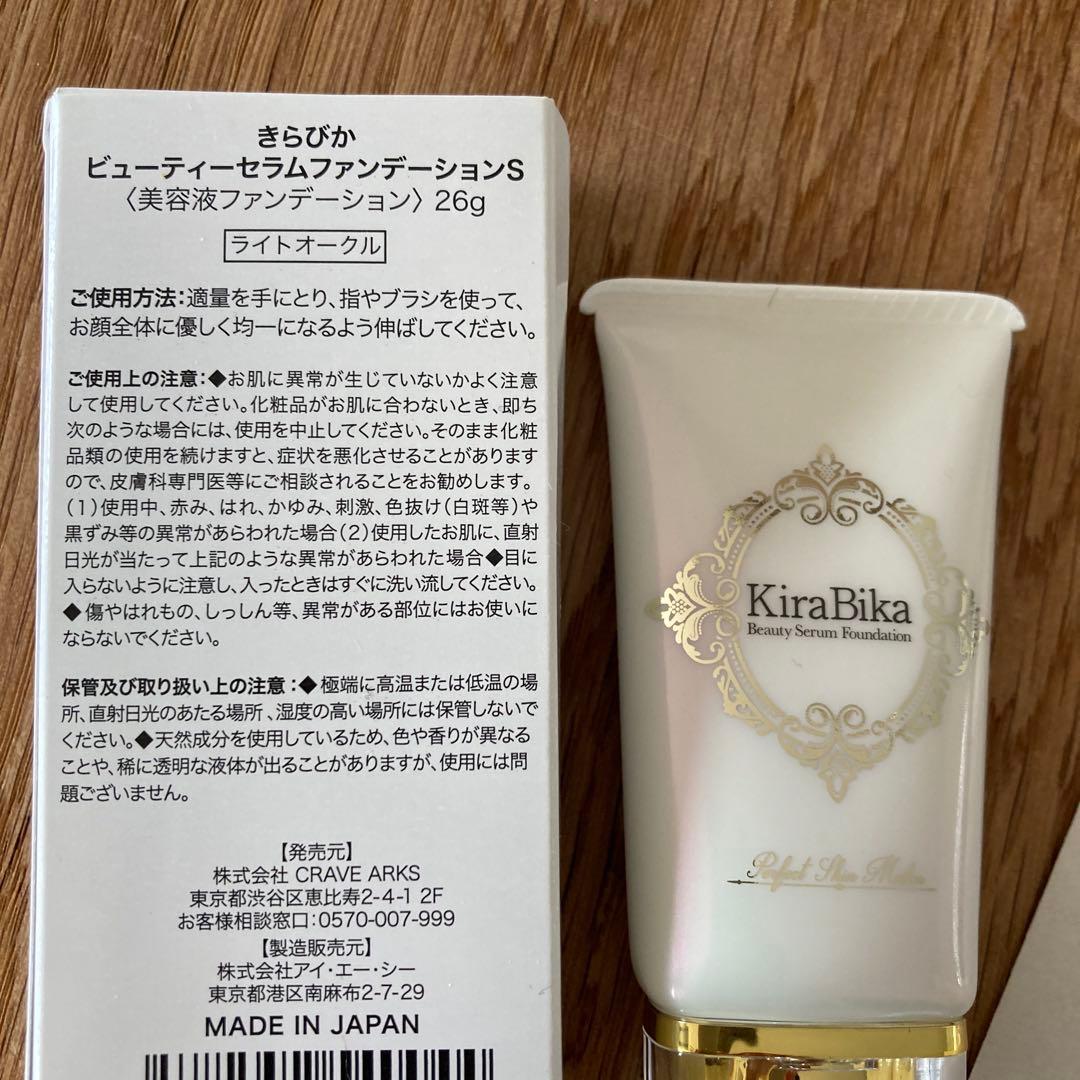 きらびか
ビューティーセラムファンデーションS
〈美容液ファンデーション〉26g
ライトオークル
ご使用方法:適量を手にとり、指やブラシを使って、
お顔全体に優しく均一になるよう伸ばしてください。
ご使用上の注意:◆お肌に異常が生じていないかよく注意
して使用してください。化粧品がお肌に合わないとき、即ち
次のような場合には、使用を中止してください。そのまま化粧
品類の使用を続けますと、症状を悪化させることがあります
ので、皮膚科専門医等にご相談されることをお勧めします。
(1)使用中、赤み、はれ、かゆみ、刺激、色抜け(白斑等)や
黒ずみ等の異常があらわれた場合(2)使用したお肌に、直射
日光が当たって上記のような異常があらわれた場合◆目に
入らないように注意し、入ったときはすぐに洗い流してください。
◆傷やはれもの、しっしん等、異常がある部位にはお使いに
ならないでください。
保管及び取り扱い上の注意:◆極端に高温または低温の場
所、直射日光のあたる場所、湿度の高い場所には保管しないで
ください。◆天然成分を使用しているため、色や香りが異なる
ことや、稀に透明な液体が出ることがありますが、使用には問
題ございません。
【発売元】
株式会社 CRAVE ARKS
東京都渋谷区恵比寿2-4-1 2F
お客様相談窓口:0570-007-999
【製造販売元】
株式会社アイ・エー・シー
東京都港区南麻布2-7-29
MADE IN JAPAN
KiraBika
Beauty Serum Foundation
Perfect Skin Make